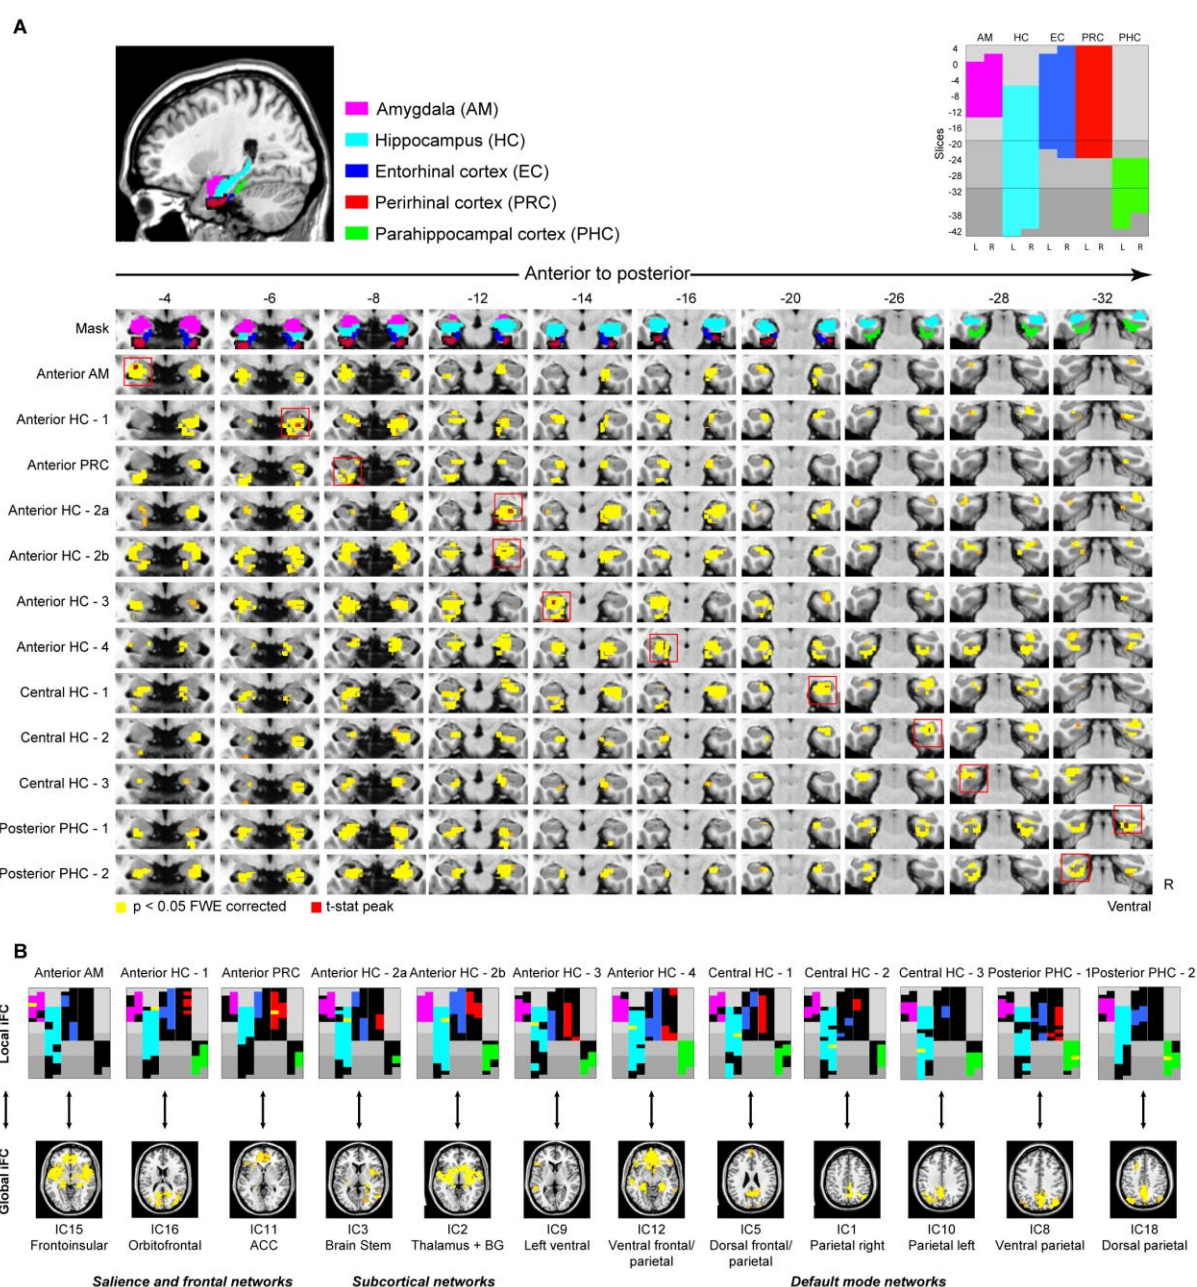 A
Amygdala (AM)
Hippocampus (HC)
Entorhinal cortex (EC)
Perirhinal cortex (PRC)
Parahippocampal cortex (PHC)
AM HC EC PRC PHC
Slices
4
0
-4
-8
-12
-16
-20
-24
-28
-32
-38
-42
L R L R L R L R L R
Anterior to posterior
-4 -6 -8 -12 -14 -16 -20 -26 -28 -32
Mask
Anterior AM
Anterior HC - 1
Anterior PRC
Anterior HC - 2a
Anterior HC - 2b
Anterior HC - 3
Anterior HC - 4
Central HC - 1
Central HC - 2
Central HC - 3
Posterior PHC - 1
Posterior PHC - 2
R
p < 0.05 FWE corrected t-stat peak Ventral
B
Anterior AM Anterior HC - 1 Anterior PRC Anterior HC - 2a Anterior HC - 2b Anterior HC - 3 Anterior HC - 4 Central HC - 1 Central HC - 2 Central HC - 3 Posterior PHC - 1 Posterior PHC - 2
Local iFC
Global iFC
IC15 IC16 IC11 IC3 IC2 IC9 IC12 IC5 IC1 IC10 IC8 IC18
Frontoinsular Orbitofrontal ACC Brain Stem Thalamus + BG Left ventral Ventral frontal/ Dorsal frontal/ Parietal right Parietal left Ventral parietal Dorsal parietal
parietal parietal
Salience and frontal networks Subcortical networks Default mode networks